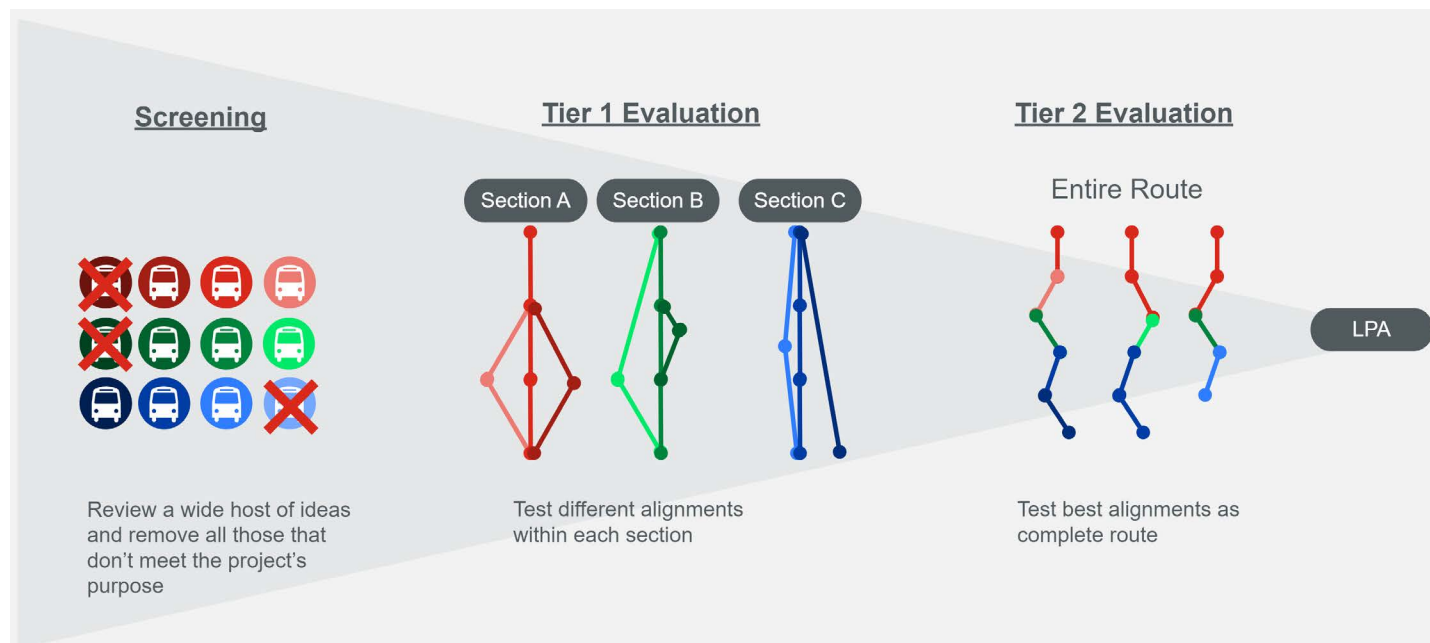 Screening
Review a wide host of ideas
and remove all those that
don’t meet the project’s
purpose
Tier 1 Evaluation
Section A
Section B
Section C
Test different alignments
within each section
Tier 2 Evaluation
Entire Route
Test best alignments as
complete route
LPA